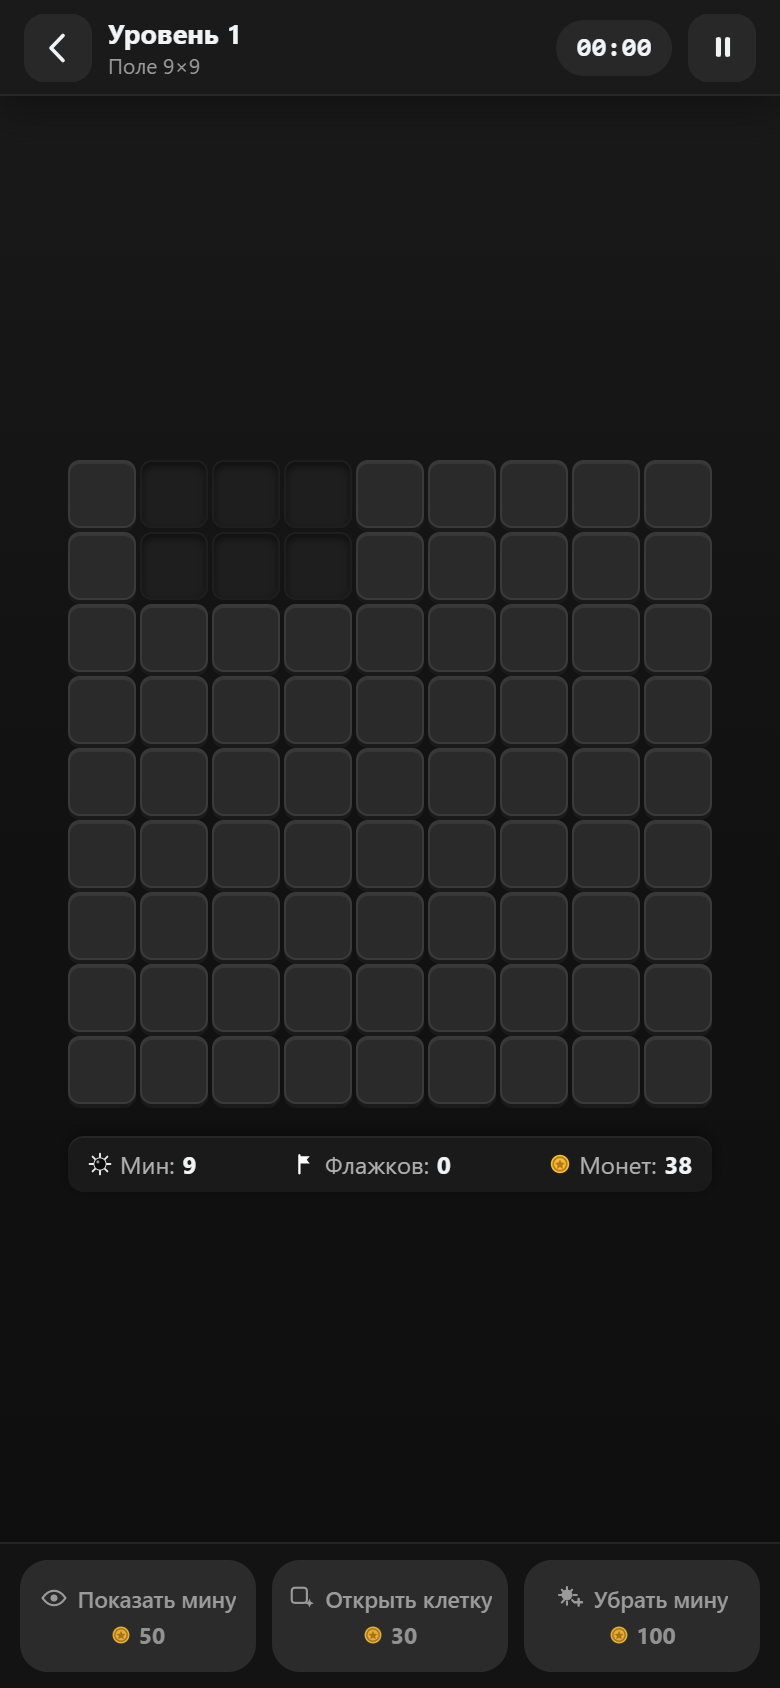 Уровень 1
Поле 9×9
00:00
Мин: 9
Флажков: 0
Монет: 38
Показать мину
50
Открыть клетку
30
Убрать мину
100